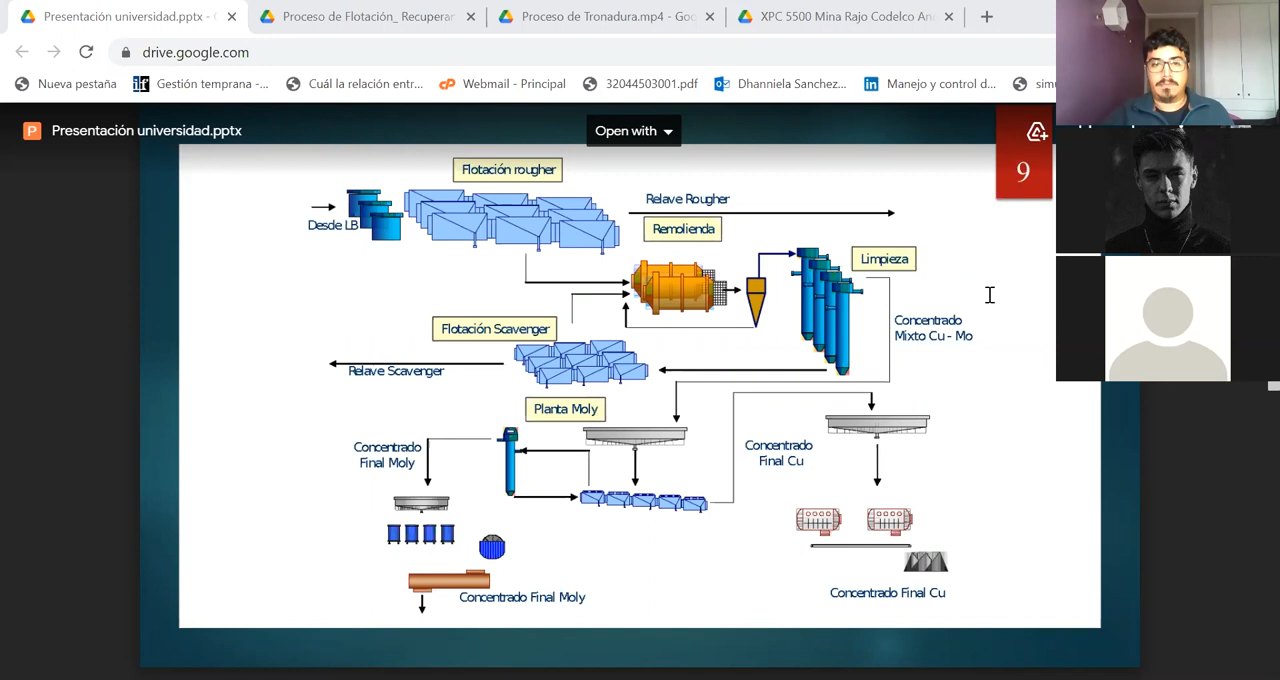 Presentación universidad.pptx - G
Proceso de Flotación_ Recuperar
Proceso de Tronadura.mp4 - Goo
XPC 5500 Mina Rajo Codelco An
drive.google.com
Nueva pestaña
Gestión temprana -...
Cuál la relación entr...
Webmail - Principal
32044503001.pdf
Dhanniela Sanchez...
Manejo y control d...
simu
Presentación universidad.pptx
Open with
9
Flotación rougher
Relave Rougher
Desde LB
Remolienda
Limpieza
Concentrado
Mixto Cu - Mo
Flotación Scavenger
Relave Scavenger
Planta Moly
Concentrado
Final Moly
Concentrado
Final Cu
Concentrado Final Moly
Concentrado Final Cu